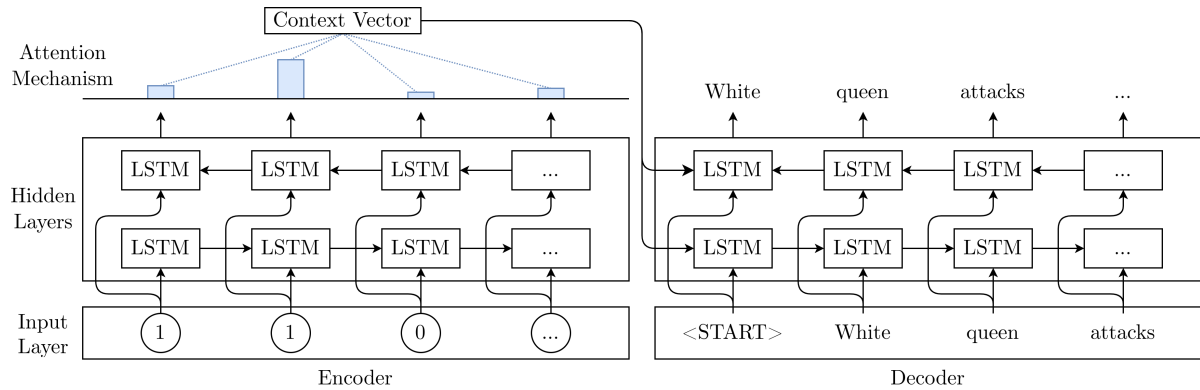 Context Vector
Attention
Mechanism
White queen attacks ...
LSTM LSTM LSTM ... LSTM LSTM LSTM ...
Hidden
Layers
LSTM LSTM LSTM ... LSTM LSTM LSTM ...
Input
Layer
1 1 0 ... <START> White queen attacks
Encoder Decoder